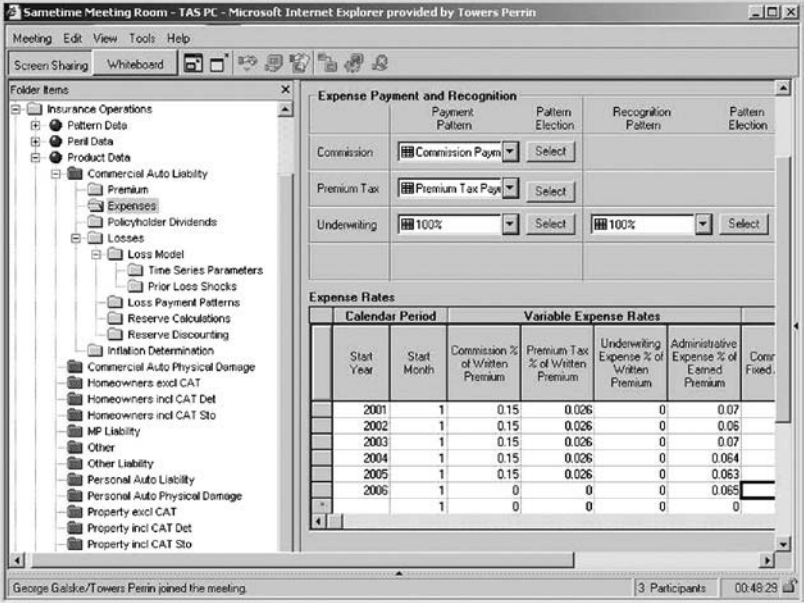 Sametime Meeting Room - TAS PC - Microsoft Internet Explorer provided by Towers Perrin
Meeting Edit View Tools Help
Screen Sharing Whiteboard
Folder Items
Insurance Operations
Pattern Data
Peril Data
Product Data
Commercial Auto Liability
Premium
Expenses
Policyholder Dividends
Losses
Loss Model
Time Series Parameters
Prior Loss Shocks
Loss Payment Patterns
Reserve Calculations
Reserve Discounting
Inflation Determination
Commercial Auto Physical Damage
Homeowners excl CAT
Homeowners incl CAT Det
Homeowners incl CAT Sto
MP Liability
Other
Other Liability
Personal Auto Liability
Personal Auto Physical Damage
Property excl CAT
Property incl CAT Det
Property incl CAT Sto
Expense Payment and Recognition
Payment Pattern Pattern Election Recognition Pattern Pattern Election
Commission Commission Paym Select
Premium Tax Premium Tax Paye Select
Underwriting 100% Select 100% Select
Expense Rates
Calendar Period Variable Expense Rates
Start Year Start Month Commission % of Written Premium Premium Tax % of Written Premium Underwriting Expense % of Written Premium Administrative Expense % of Earned Premium Comm Fixed
2001 1 0.15 0.026 0 0.07
2002 1 0.15 0.026 0 0.06
2003 1 0.15 0.026 0 0.07
2004 1 0.15 0.026 0 0.064
2005 1 0.15 0.026 0 0.063
2006 1 0 0 0 0.065
* 1 0 0 0 0
George Galske/Towers Perrin joined the meeting. 3 Participants 00:48:29